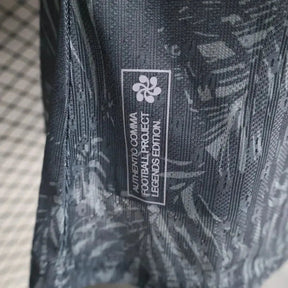 AUTHENTIC COMMA
FOOTBALL PROJECT
LEGENDS EDITION.